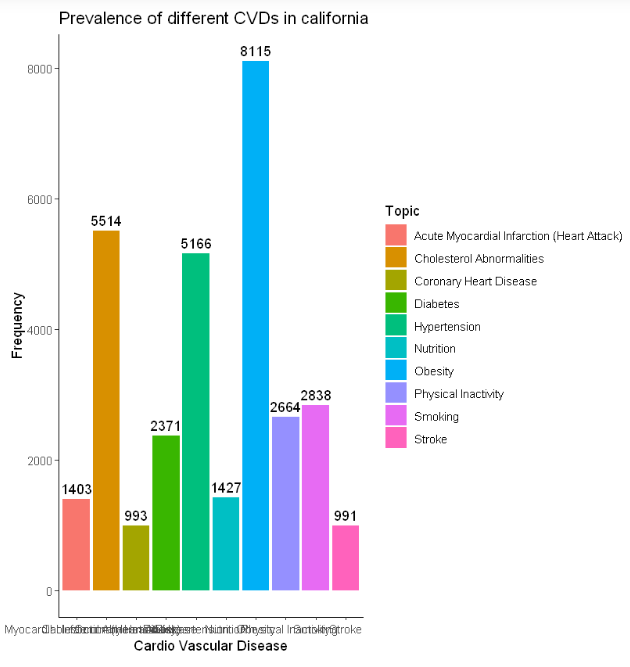 Prevalence of different CVDs in california
8115
8000
6000
5514
5166
Frequency
4000
2838
2664
2371
2000
1427
1403
993
991
0
Stroke
Cardio Vascular Disease
Topic
Acute Myocardial Infarction (Heart Attack)
Cholesterol Abnormalities
Coronary Heart Disease
Diabetes
Hypertension
Nutrition
Obesity
Physical Inactivity
Smoking
Stroke